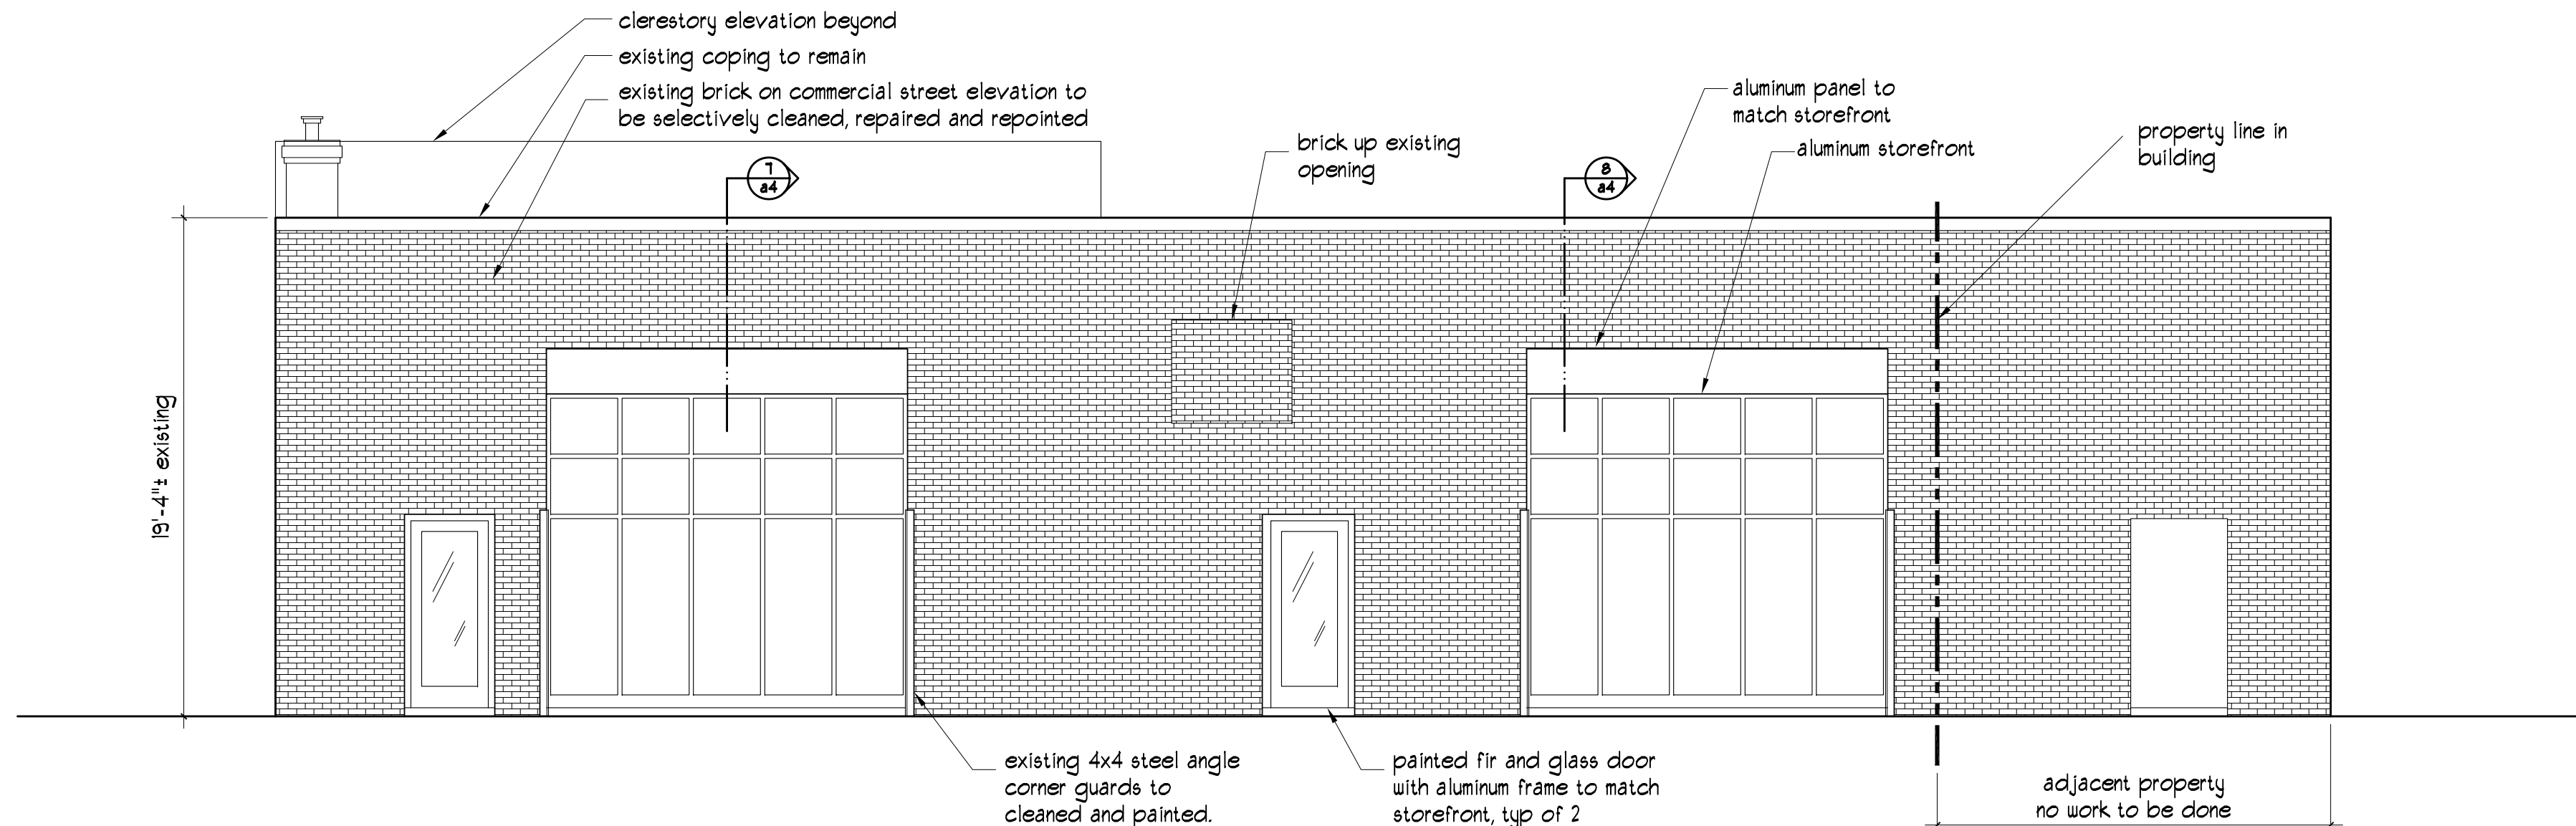 clerestory elevation beyond
existing coping to remain
existing brick on commercial street elevation to
be selectively cleaned, repaired and repointed
7
a4
brick up existing
opening
8
a4
aluminum panel to
match storefront
aluminum storefront
property line in
building
19'-4"± existing
existing 4x4 steel angle
corner guards to
cleaned and painted.
painted fir and glass door
with aluminum frame to match
storefront, typ of 2
adjacent property
no work to be done